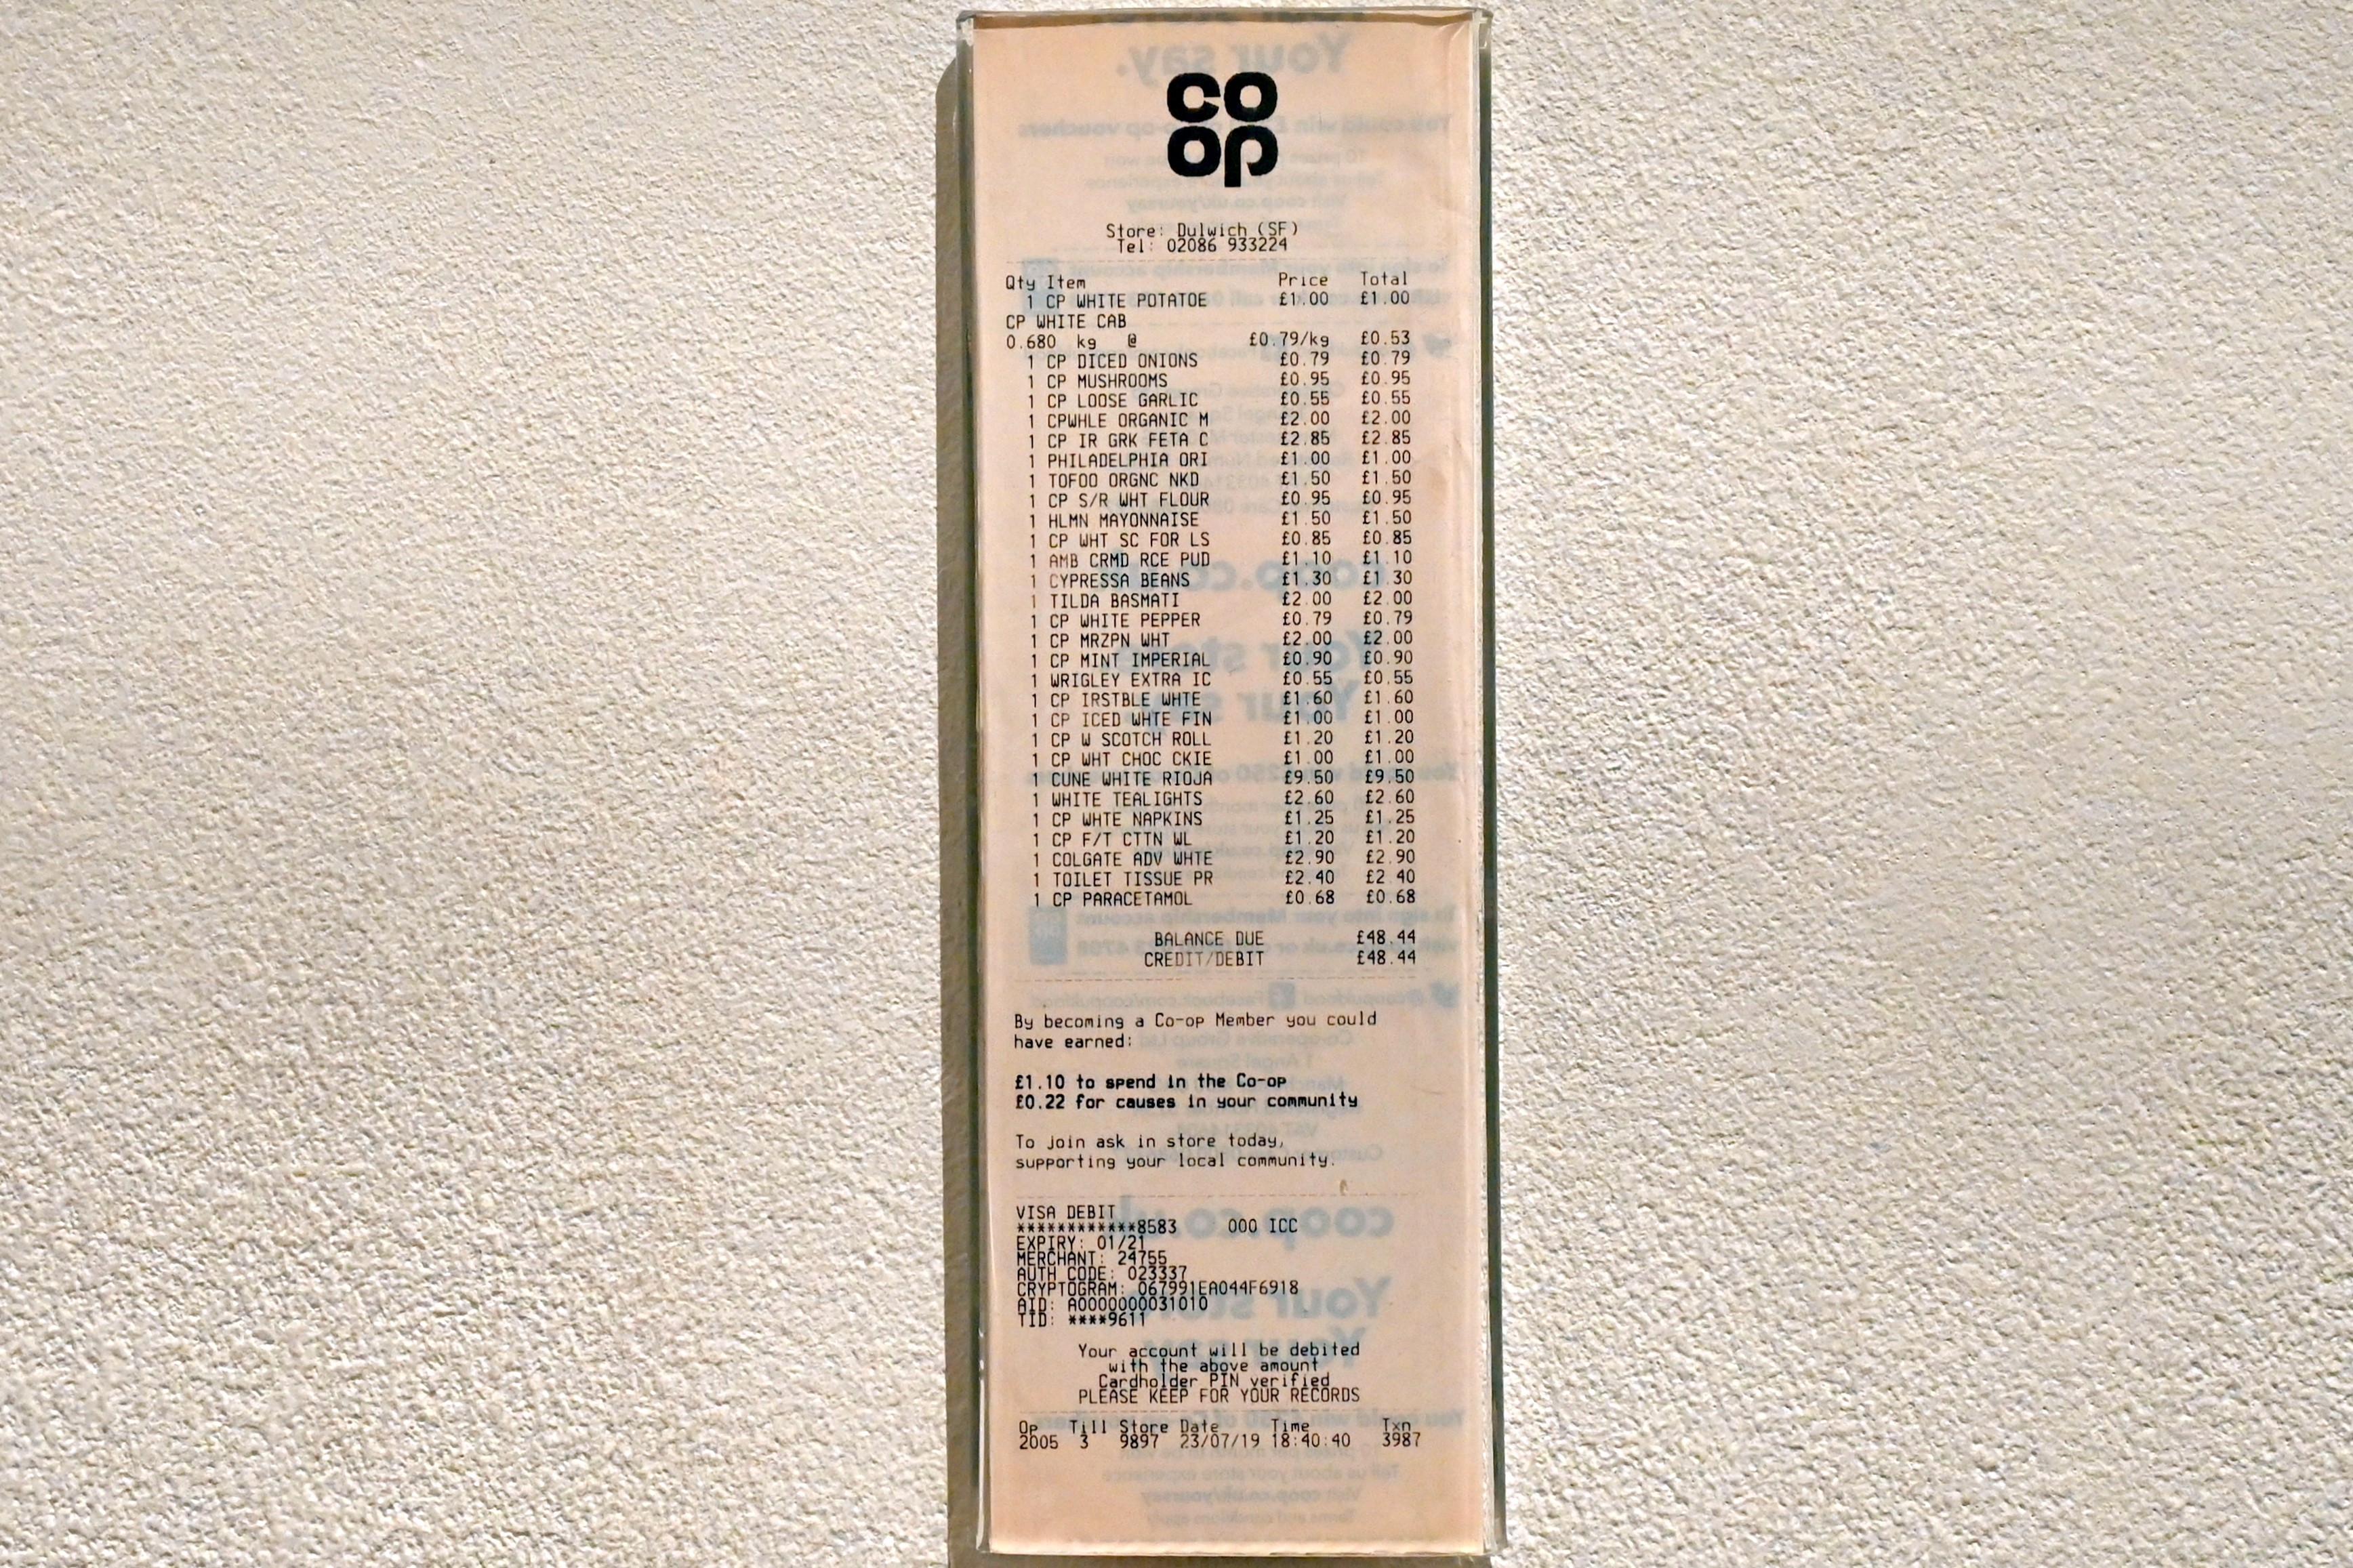 co
op
Store: Dulwich (SF)
Tel: 02086 933224
Qty Item Price Total
1 CP WHITE POTATOE £1.00 £1.00
CP WHITE CAB
0.680 kg @ £0.79/kg £0.53
1 CP DICED ONIONS £0.79 £0.79
1 CP MUSHROOMS £0.95 £0.95
1 CP LOOSE GARLIC £0.55 £0.55
1 CPWHLE ORGANIC M £2.00 £2.00
1 CP IR GRK FETA C £2.85 £2.85
1 PHILADELPHIA ORI £1.00 £1.00
1 TOFOO ORGNC NKD £1.50 £1.50
1 CP S/R WHT FLOUR £0.95 £0.95
1 HLMN MAYONNAISE £1.50 £1.50
1 CP WHT SC FOR LS £0.85 £0.85
1 AMB CRMD RCE PUD £1.10 £1.10
1 CYPRESSA BEANS £1.30 £1.30
1 TILDA BASMATI £2.00 £2.00
1 CP WHITE PEPPER £0.79 £0.79
1 CP MRZPN WHT £2.00 £2.00
1 CP MINT IMPERIAL £0.90 £0.90
1 WRIGLEY EXTRA IC £0.55 £0.55
1 CP IRSTBLE WHTE £1.60 £1.60
1 CP ICED WHTE FIN £1.00 £1.00
1 CP W SCOTCH ROLL £1.20 £1.20
1 CP WHT CHOC CKIE £1.00 £1.00
1 CUNE WHITE RIOJA £9.50 £9.50
1 WHITE TEALIGHTS £2.60 £2.60
1 CP WHTE NAPKINS £1.25 £1.25
1 CP F/T CTTN WL £1.20 £1.20
1 COLGATE ADV WHTE £2.90 £2.90
1 TOILET TISSUE PR £2.40 £2.40
1 CP PARACETAMOL £0.68 £0.68
BALANCE DUE £48.44
CREDIT/DEBIT £48.44
By becoming a Co-op Member you could
have earned:
£1.10 to spend in the Co-op
£0.22 for causes in your community
To join ask in store today,
supporting your local community.
VISA DEBIT
************8583 000 ICC
EXPIRY: 01/21
MERCHANT: 24755
AUTH CODE: 023337
CRYPTOGRAM: 067991EA044F6918
AID: A0000000031010
TID: ****9611
Your account will be debited
with the above amount
Cardholder PIN verified
PLEASE KEEP FOR YOUR RECORDS
Op Till Store Date Time Txn
2005 3 9897 23/07/19 18:40:40 3987